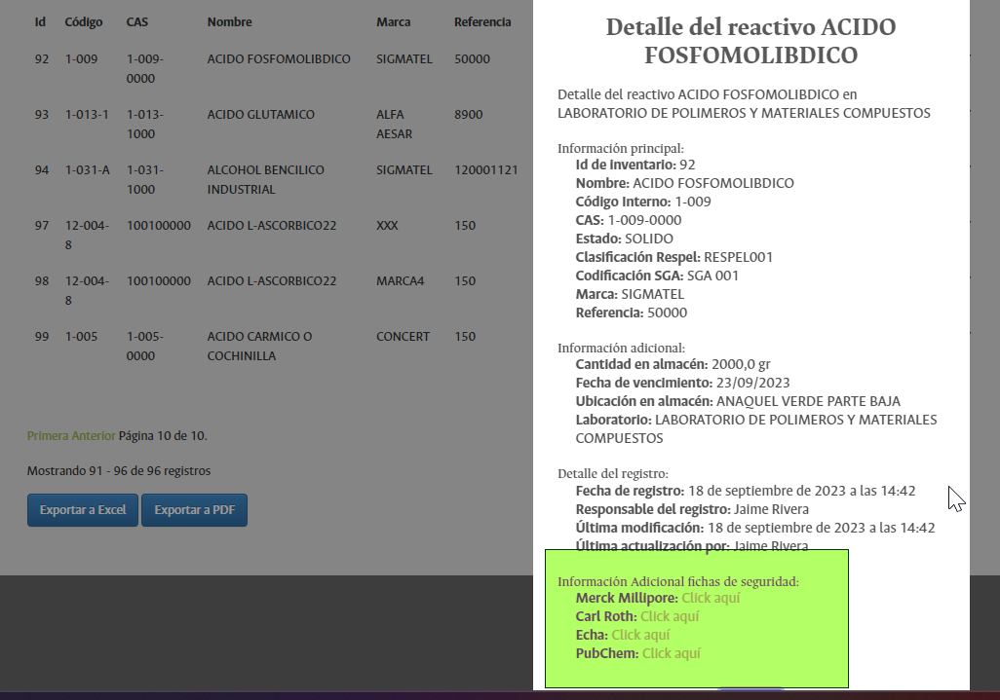 Id Código CAS Nombre Marca Referencia
92 1-009 1-009- ACIDO FOSFOMOLIBDICO SIGMATEL 50000
0000
93 1-013-1 1-013- ACIDO GLUTAMICO ALFA 8900
1000 AESAR
94 1-031-A 1-031- ALCOHOL BENCILICO SIGMATEL 120001121
1000 INDUSTRIAL
97 12-004- 100100000 ACIDO L-ASCORBICO22 XXX 150
8
98 12-004- 100100000 ACIDO L-ASCORBICO22 MARCA4 150
8
99 1-005 1-005- ACIDO CARMICO O CONCERT 150
0000 COCHINILLA
Primera Anterior Página 10 de 10.
Mostrando 91 - 96 de 96 registros
Exportar a Excel Exportar a PDF
Detalle del reactivo ACIDO
FOSFOMOLIBDICO
Detalle del reactivo ACIDO FOSFOMOLIBDICO en
LABORATORIO DE POLIMEROS Y MATERIALES COMPUESTOS
Información principal:
Id de inventario: 92
Nombre: ACIDO FOSFOMOLIBDICO
Código Interno: 1-009
CAS: 1-009-0000
Estado: SOLIDO
Clasificación Respel: RESPEL001
Codificación SGA: SGA 001
Marca: SIGMATEL
Referencia: 50000
Información adicional:
Cantidad en almacén: 2000,0 gr
Fecha de vencimiento: 23/09/2023
Ubicación en almacén: ANAQUEL VERDE PARTE BAJA
Laboratorio: LABORATORIO DE POLIMEROS Y MATERIALES
COMPUESTOS
Detalle del registro:
Fecha de registro: 18 de septiembre de 2023 a las 14:42
Responsable del registro: Jaime Rivera
Última modificación: 18 de septiembre de 2023 a las 14:42
Última actualización por: Jaime Rivera
Información Adicional fichas de seguridad:
Merck Millipore: Click aquí
Carl Roth: Click aquí
Echa: Click aquí
PubChem: Click aquí